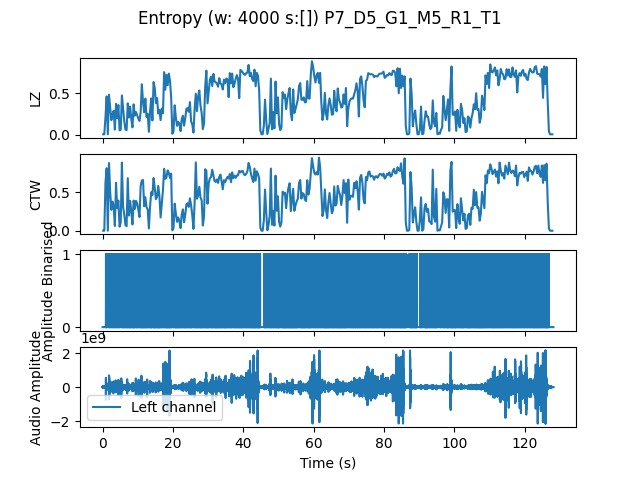 Entropy (w: 4000 s:[]) P7_D5_G1_M5_R1_T1
LZ
0.5
0.0
CTW
0.5
0.0
Amplitude Binarised
1
0
1e9
Audio Amplitude
2
0
−2
Left channel
0 20 40 60 80 100 120
Time (s)